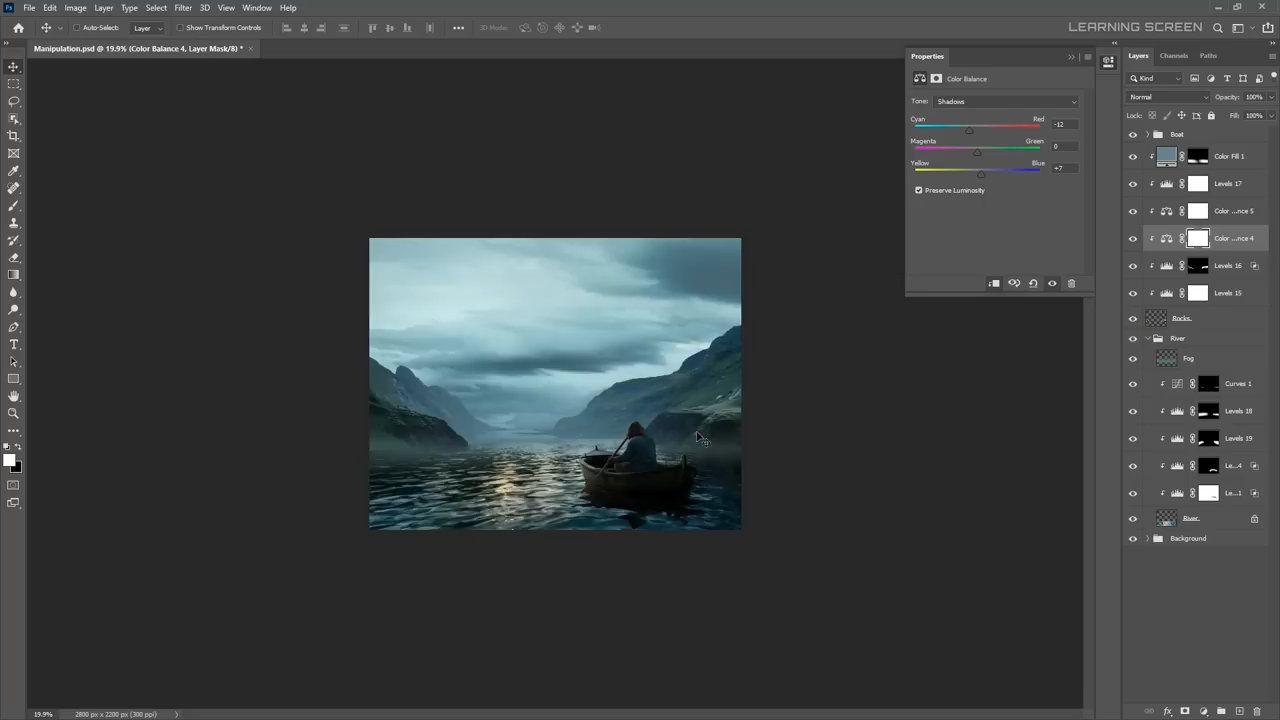 Ps File Edit Image Layer Type Select Filter 3D View Window Help
Auto-Select: Layer Show Transform Controls 3D Mode: LEARNING SCREEN
Manipulation.psd @ 19.9% (Color Balance 4, Layer Mask/8) *
Properties
Color Balance
Tone: Shadows
Cyan Red -12
Magenta Green 0
Yellow Blue +7
Preserve Luminosity
Layers Channels Paths
Kind
Normal Opacity: 100%
Lock: Fill: 100%
Boat
Color Fill 1
Levels 17
Color ...nce 5
Color ...nce 4
Levels 16
Levels 15
Rocks
River
Fog
Curves 1
Levels 18
Levels 19
Le...4
Le...1
River
Background
19.9% 2800 px x 2200 px (300 ppi)